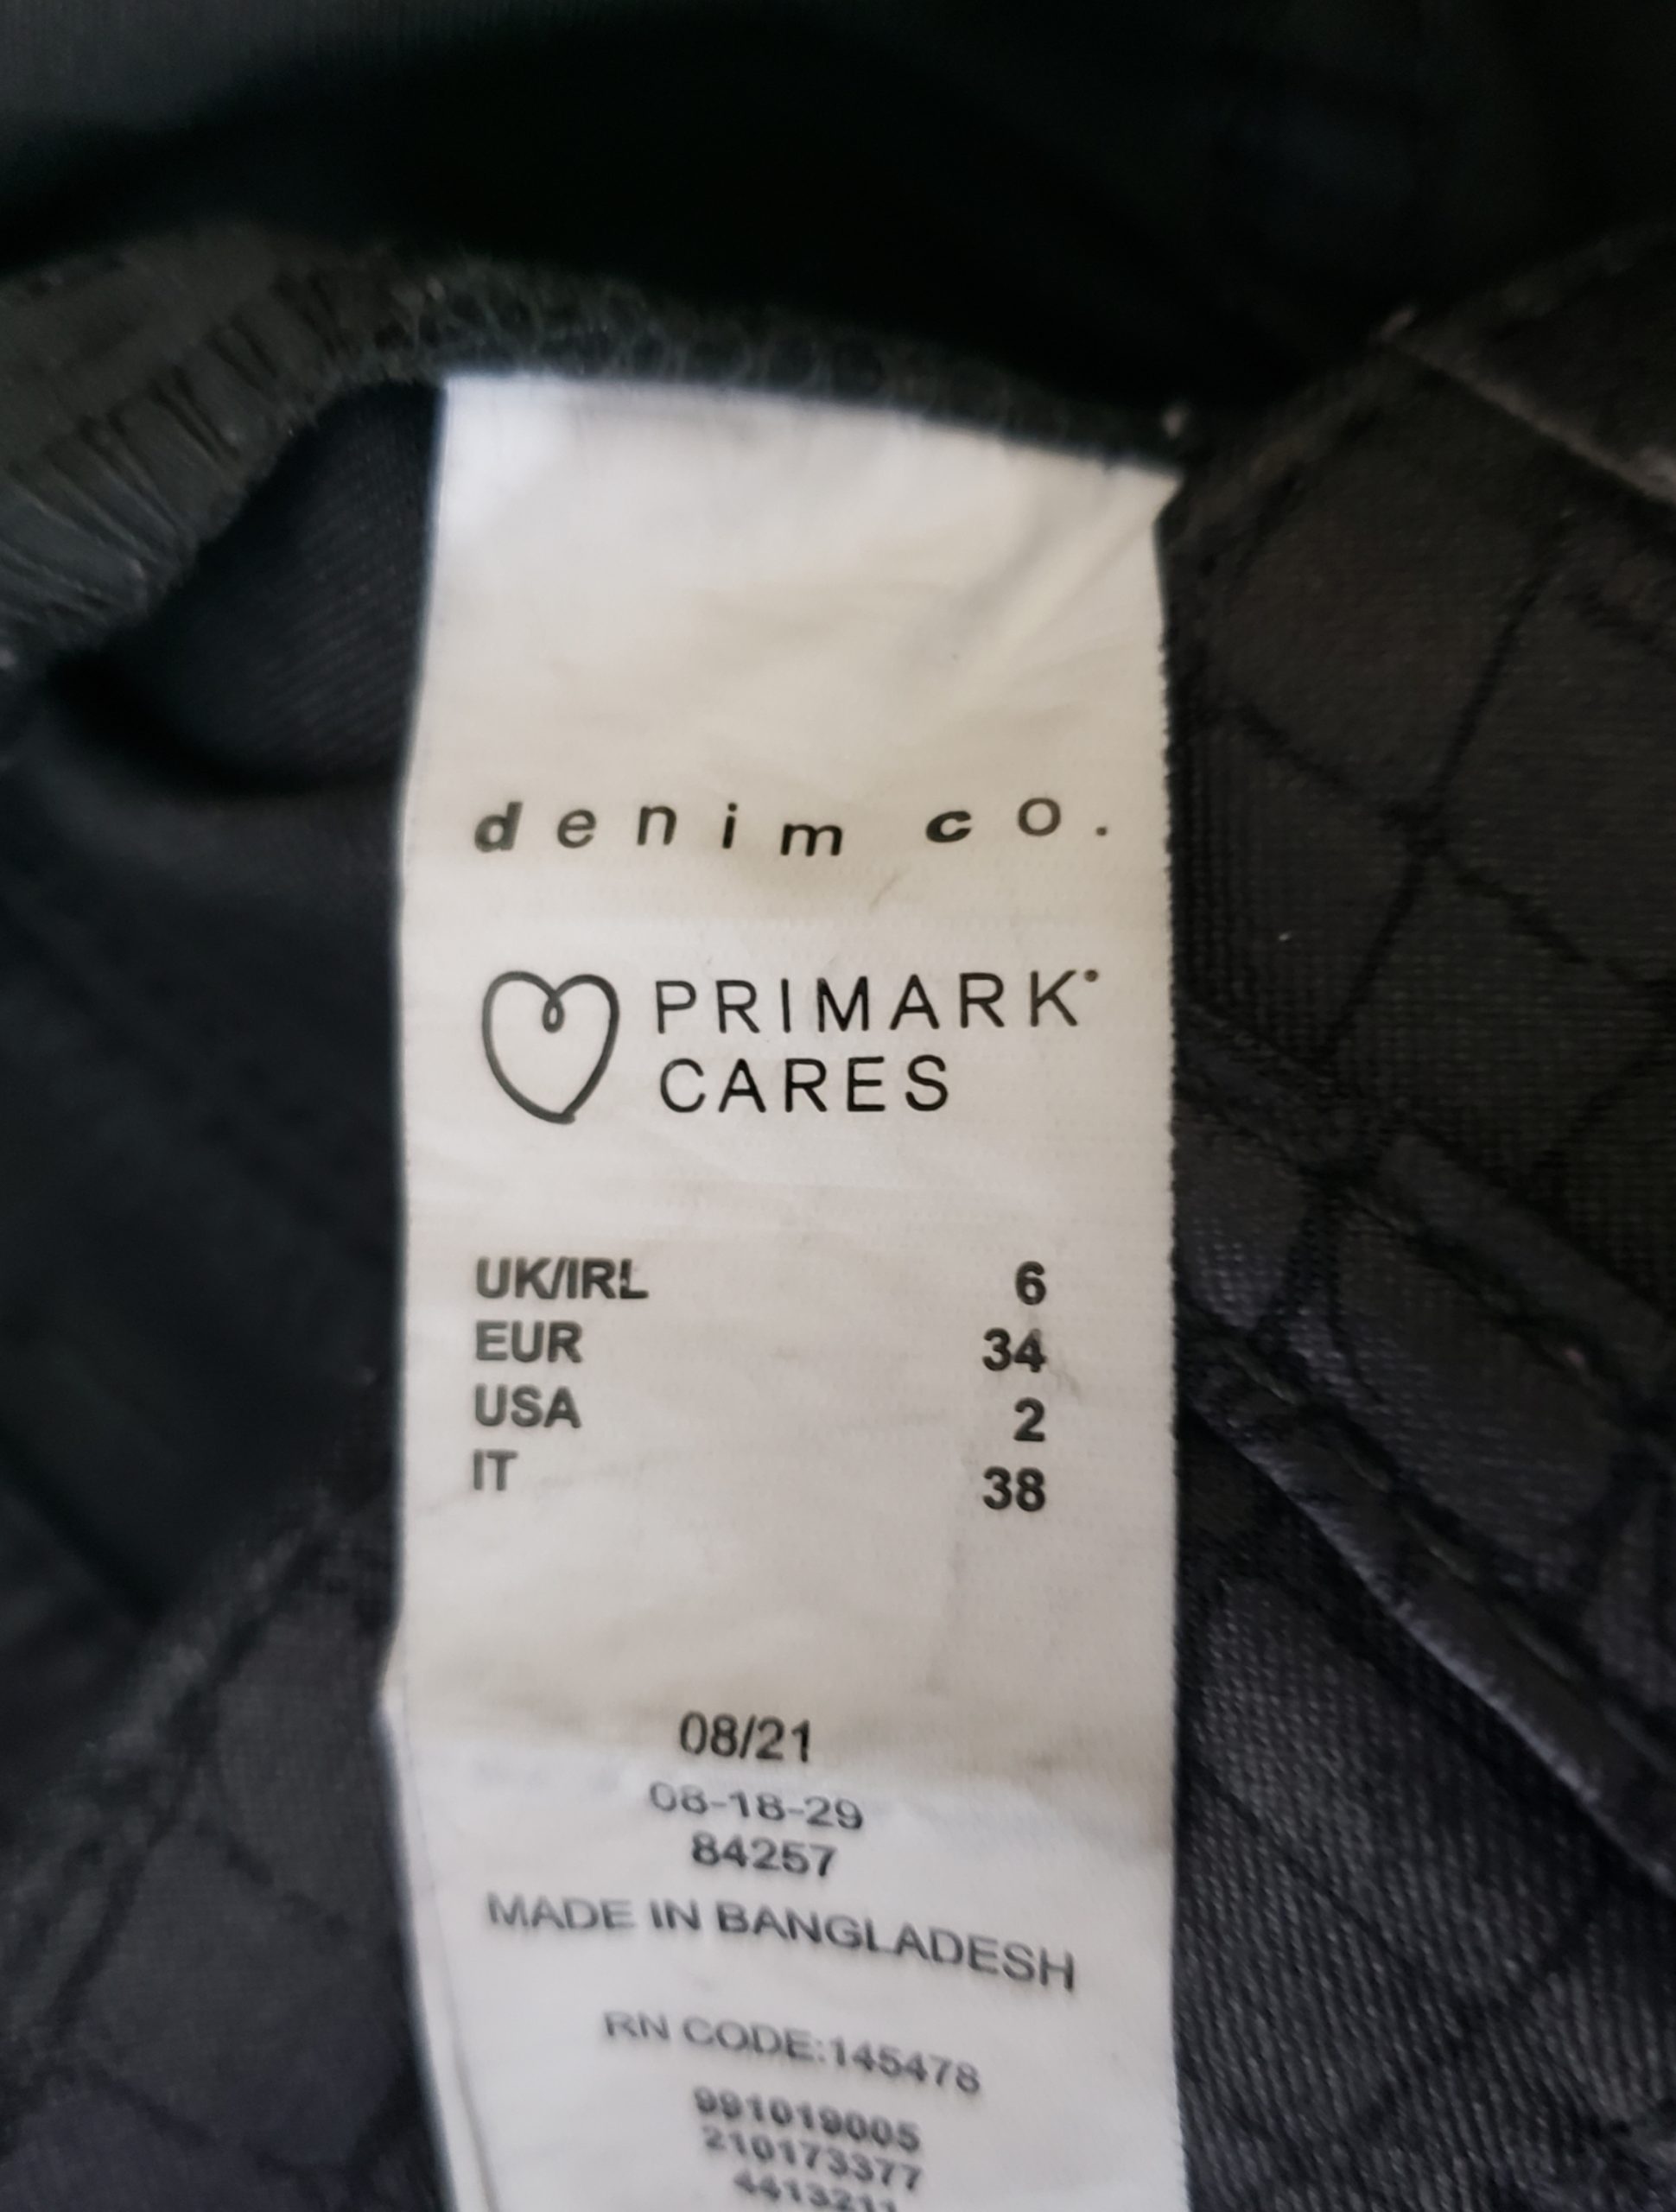 denim co.
PRIMARK
CARES
UK/IRL 6
EUR 34
USA 2
IT 38
08/21
08-18-29
84257
MADE IN BANGLADESH
RN CODE:145478
991019005
210173377
4413211